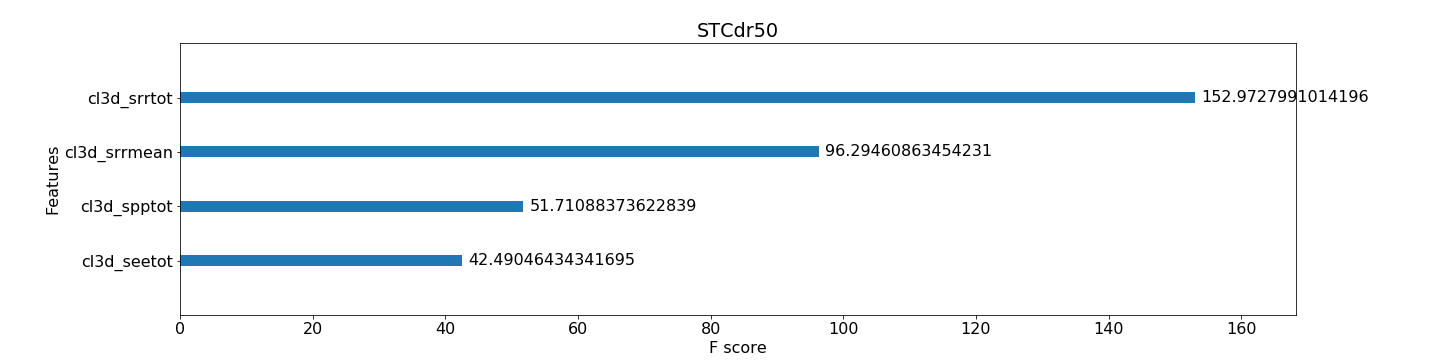 STCdr50
cl3d_srrtot
152.9727991014196
cl3d_srrmean
96.29460863454231
cl3d_spptot
51.71088373622839
cl3d_seetot
42.49046434341695
Features
0 20 40 60 80 100 120 140 160
F score